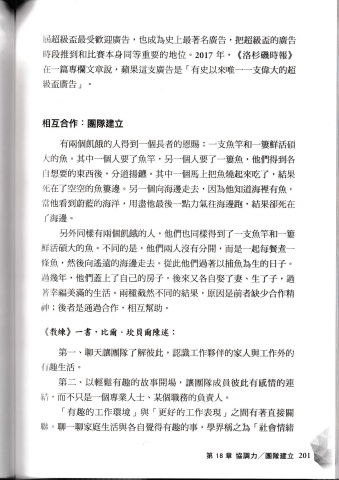 屆超級盃最受歡迎廣告，也成為史上最著名廣告，把超級盃的廣告
時段推到和比賽本身同等重要的地位。2017 年，《洛杉磯時報》
在一篇專欄文章說，蘋果這支廣告是「有史以來唯一一支偉大的超
級盃廣告」。
相互合作：團隊建立
有兩個飢餓的人得到一個長者的恩賜：一支魚竿和一簍鮮活碩
大的魚。其中一個人要了魚竿，另一個人要了一簍魚，他們得到各
自想要的東西後，分道揚鑣。其中一個馬上把魚燒起來吃了，結果
死在了空空的魚簍邊。另一個向海邊走去，因為他知道海裡有魚，
當他看到蔚藍的海洋，用盡他最後一點力氣往海邊跑，結果卻死在
了海邊。
另外同樣有兩個飢餓的人，他們也同樣得到了一支魚竿和一簍
鮮活碩大的魚。不同的是，他們兩人沒有分開，而是一起每餐煮一
條魚，然後向遙遠的海邊走去。從此他們過著以捕魚為生的日子。
過幾年，他們蓋上了自己的房子。後來又各自娶了妻、生了子，過
著幸福美滿的生活。兩種截然不同的結果，原因是前者缺少合作精
神；後者是通過合作，相互幫助。
《教練》一書，比爾．坎貝爾陳述：
第一、聊天讓團隊了解彼此，認識工作夥伴的家人與工作外的
有趣生活。
第二、以輕鬆有趣的故事開場，讓團隊成員彼此有感情的連
結，而不只是一個專業人士、某個職務的負責人。
「有趣的工作環境」與「更好的工作表現」之間有著直接關
聯。聊一聊家庭生活與各自覺得有趣的事，學界稱之為「社會情緒
第 18 章 協調力／團隊建立 201